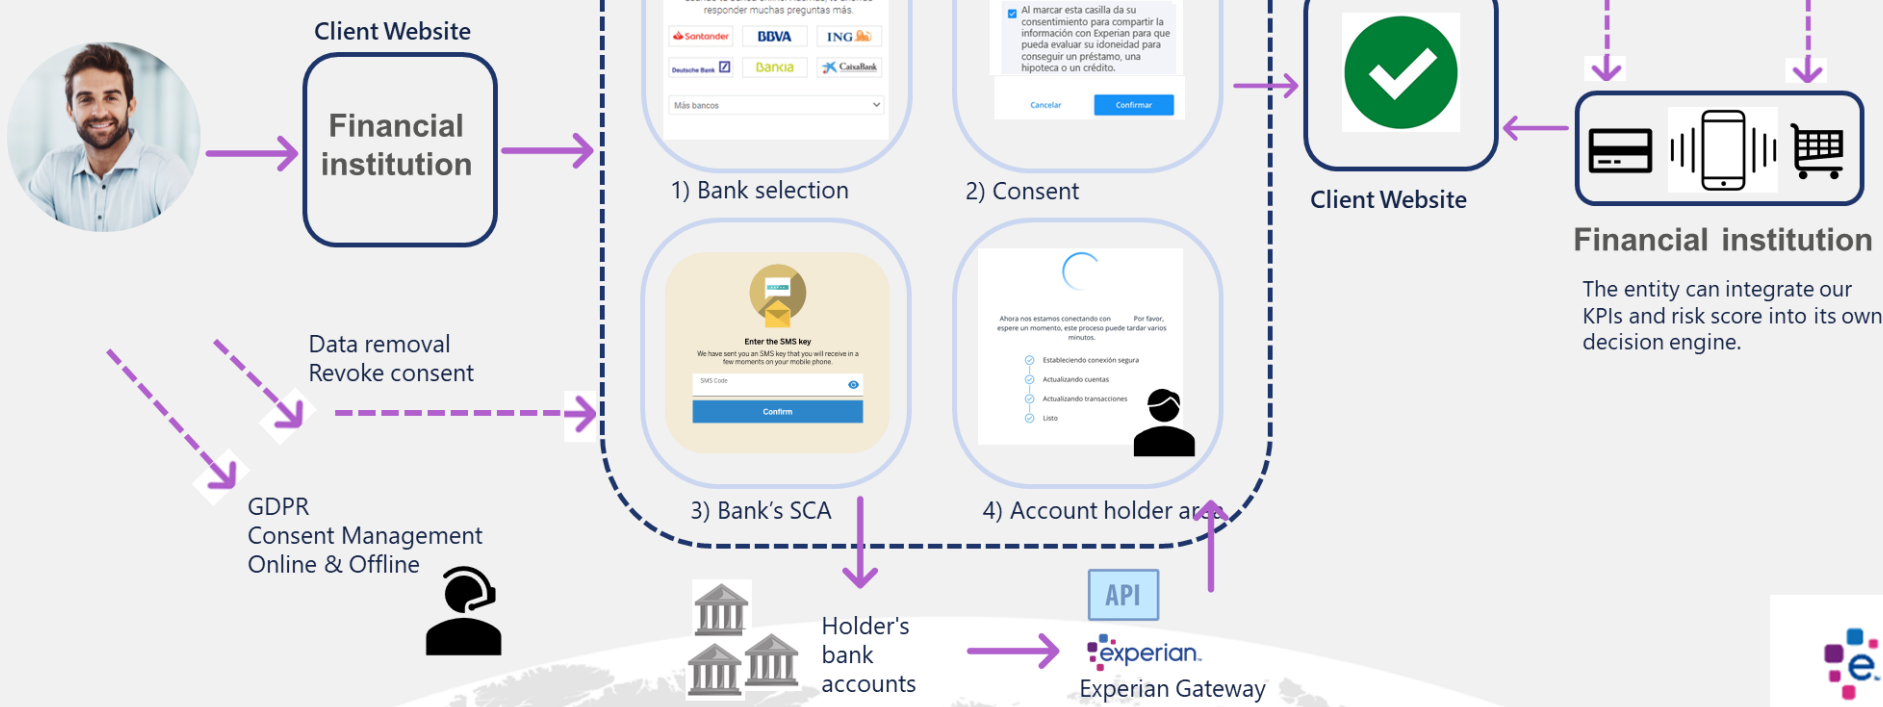 Client Website
Financial
institution
responder muchas preguntas más.
Santander
BBVA
ING
Deutsche Bank
Bankia
CaixaBank
Más bancos
1) Bank selection
Al marcar esta casilla da su
consentimiento para compartir la
información con Experian para que
pueda evaluar su idoneidad para
conseguir un préstamo, una
hipoteca o un crédito.
Cancelar
Confirmar
2) Consent
Client Website
Financial institution
The entity can integrate our
KPIs and risk score into its own
decision engine.
Enter the SMS key
We have sent you an SMS key that you will receive in a
few moments on your mobile phone.
SMS Code
Confirm
3) Bank's SCA
Ahora nos estamos conectando con Por favor,
espere un momento, este proceso puede tardar varios
minutos.
Estableciendo conexión segura
Actualizando cuentas
Actualizando transacciones
Listo
4) Account holder area
Data removal
Revoke consent
GDPR
Consent Management
Online & Offline
Holder's
bank
accounts
API
experian.
Experian Gateway
e.